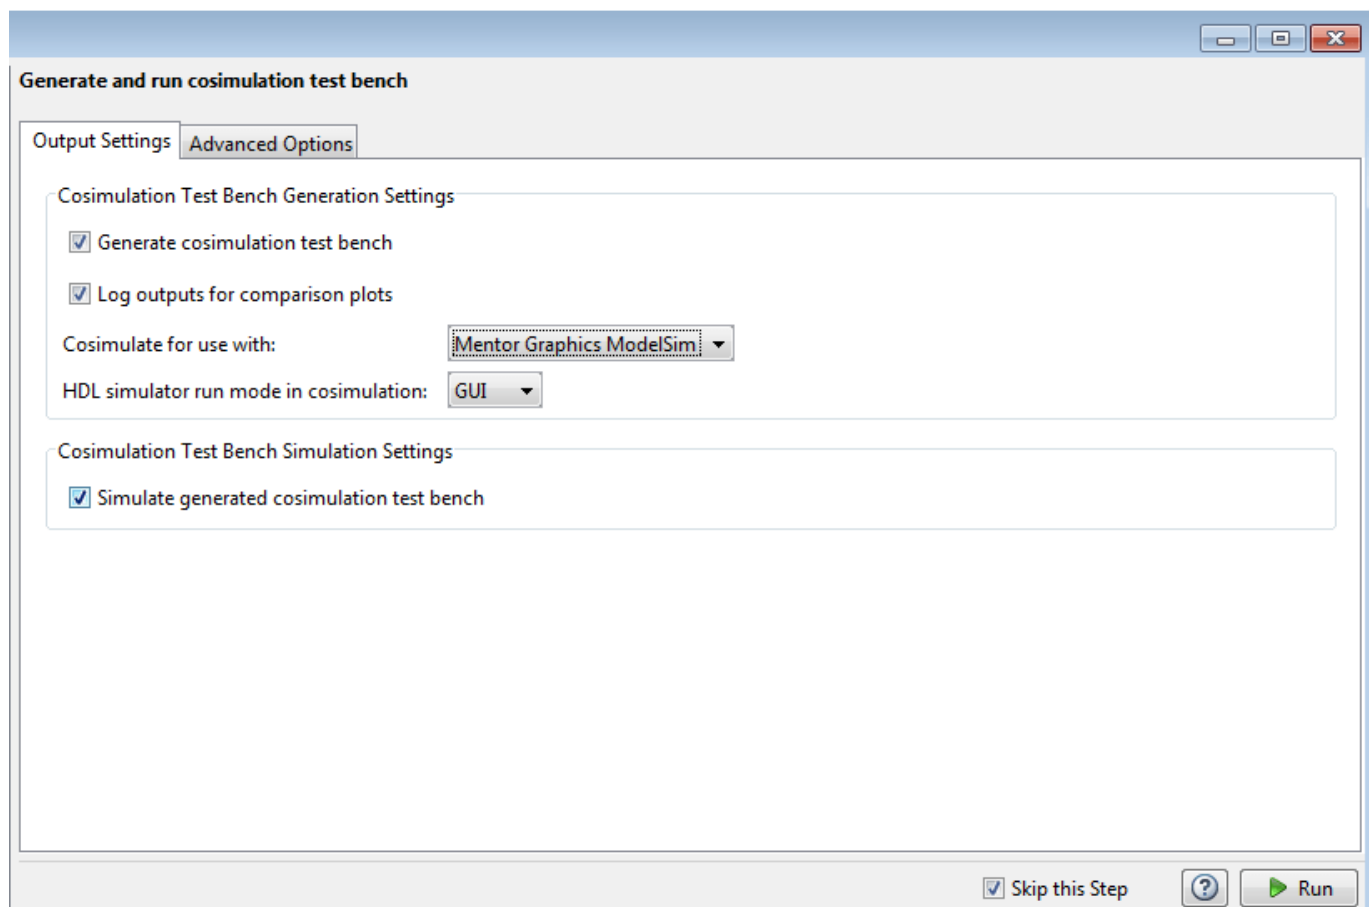 Generate and run cosimulation test bench
Output Settings Advanced Options
Cosimulation Test Bench Generation Settings
Generate cosimulation test bench
Log outputs for comparison plots
Cosimulate for use with: Mentor Graphics ModelSim
HDL simulator run mode in cosimulation: GUI
Cosimulation Test Bench Simulation Settings
Simulate generated cosimulation test bench
Skip this Step ? Run